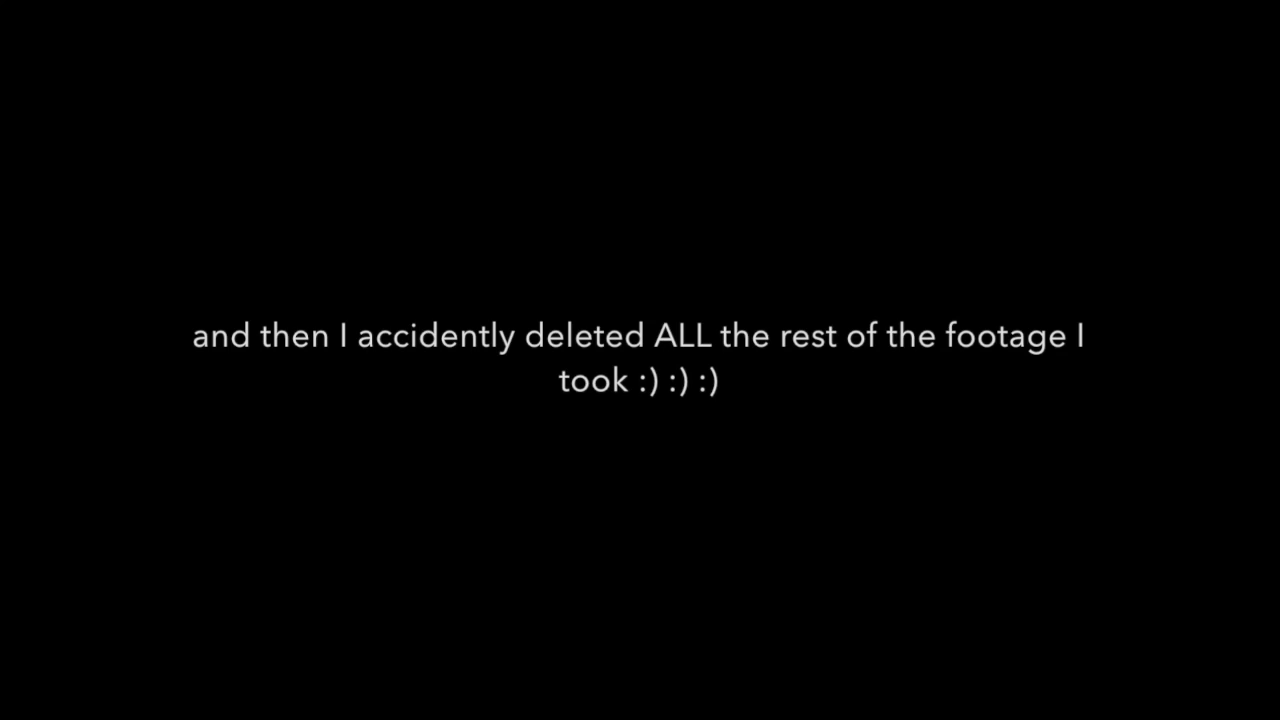 and then I accidently deleted ALL the rest of the footage I
took :) :) :)